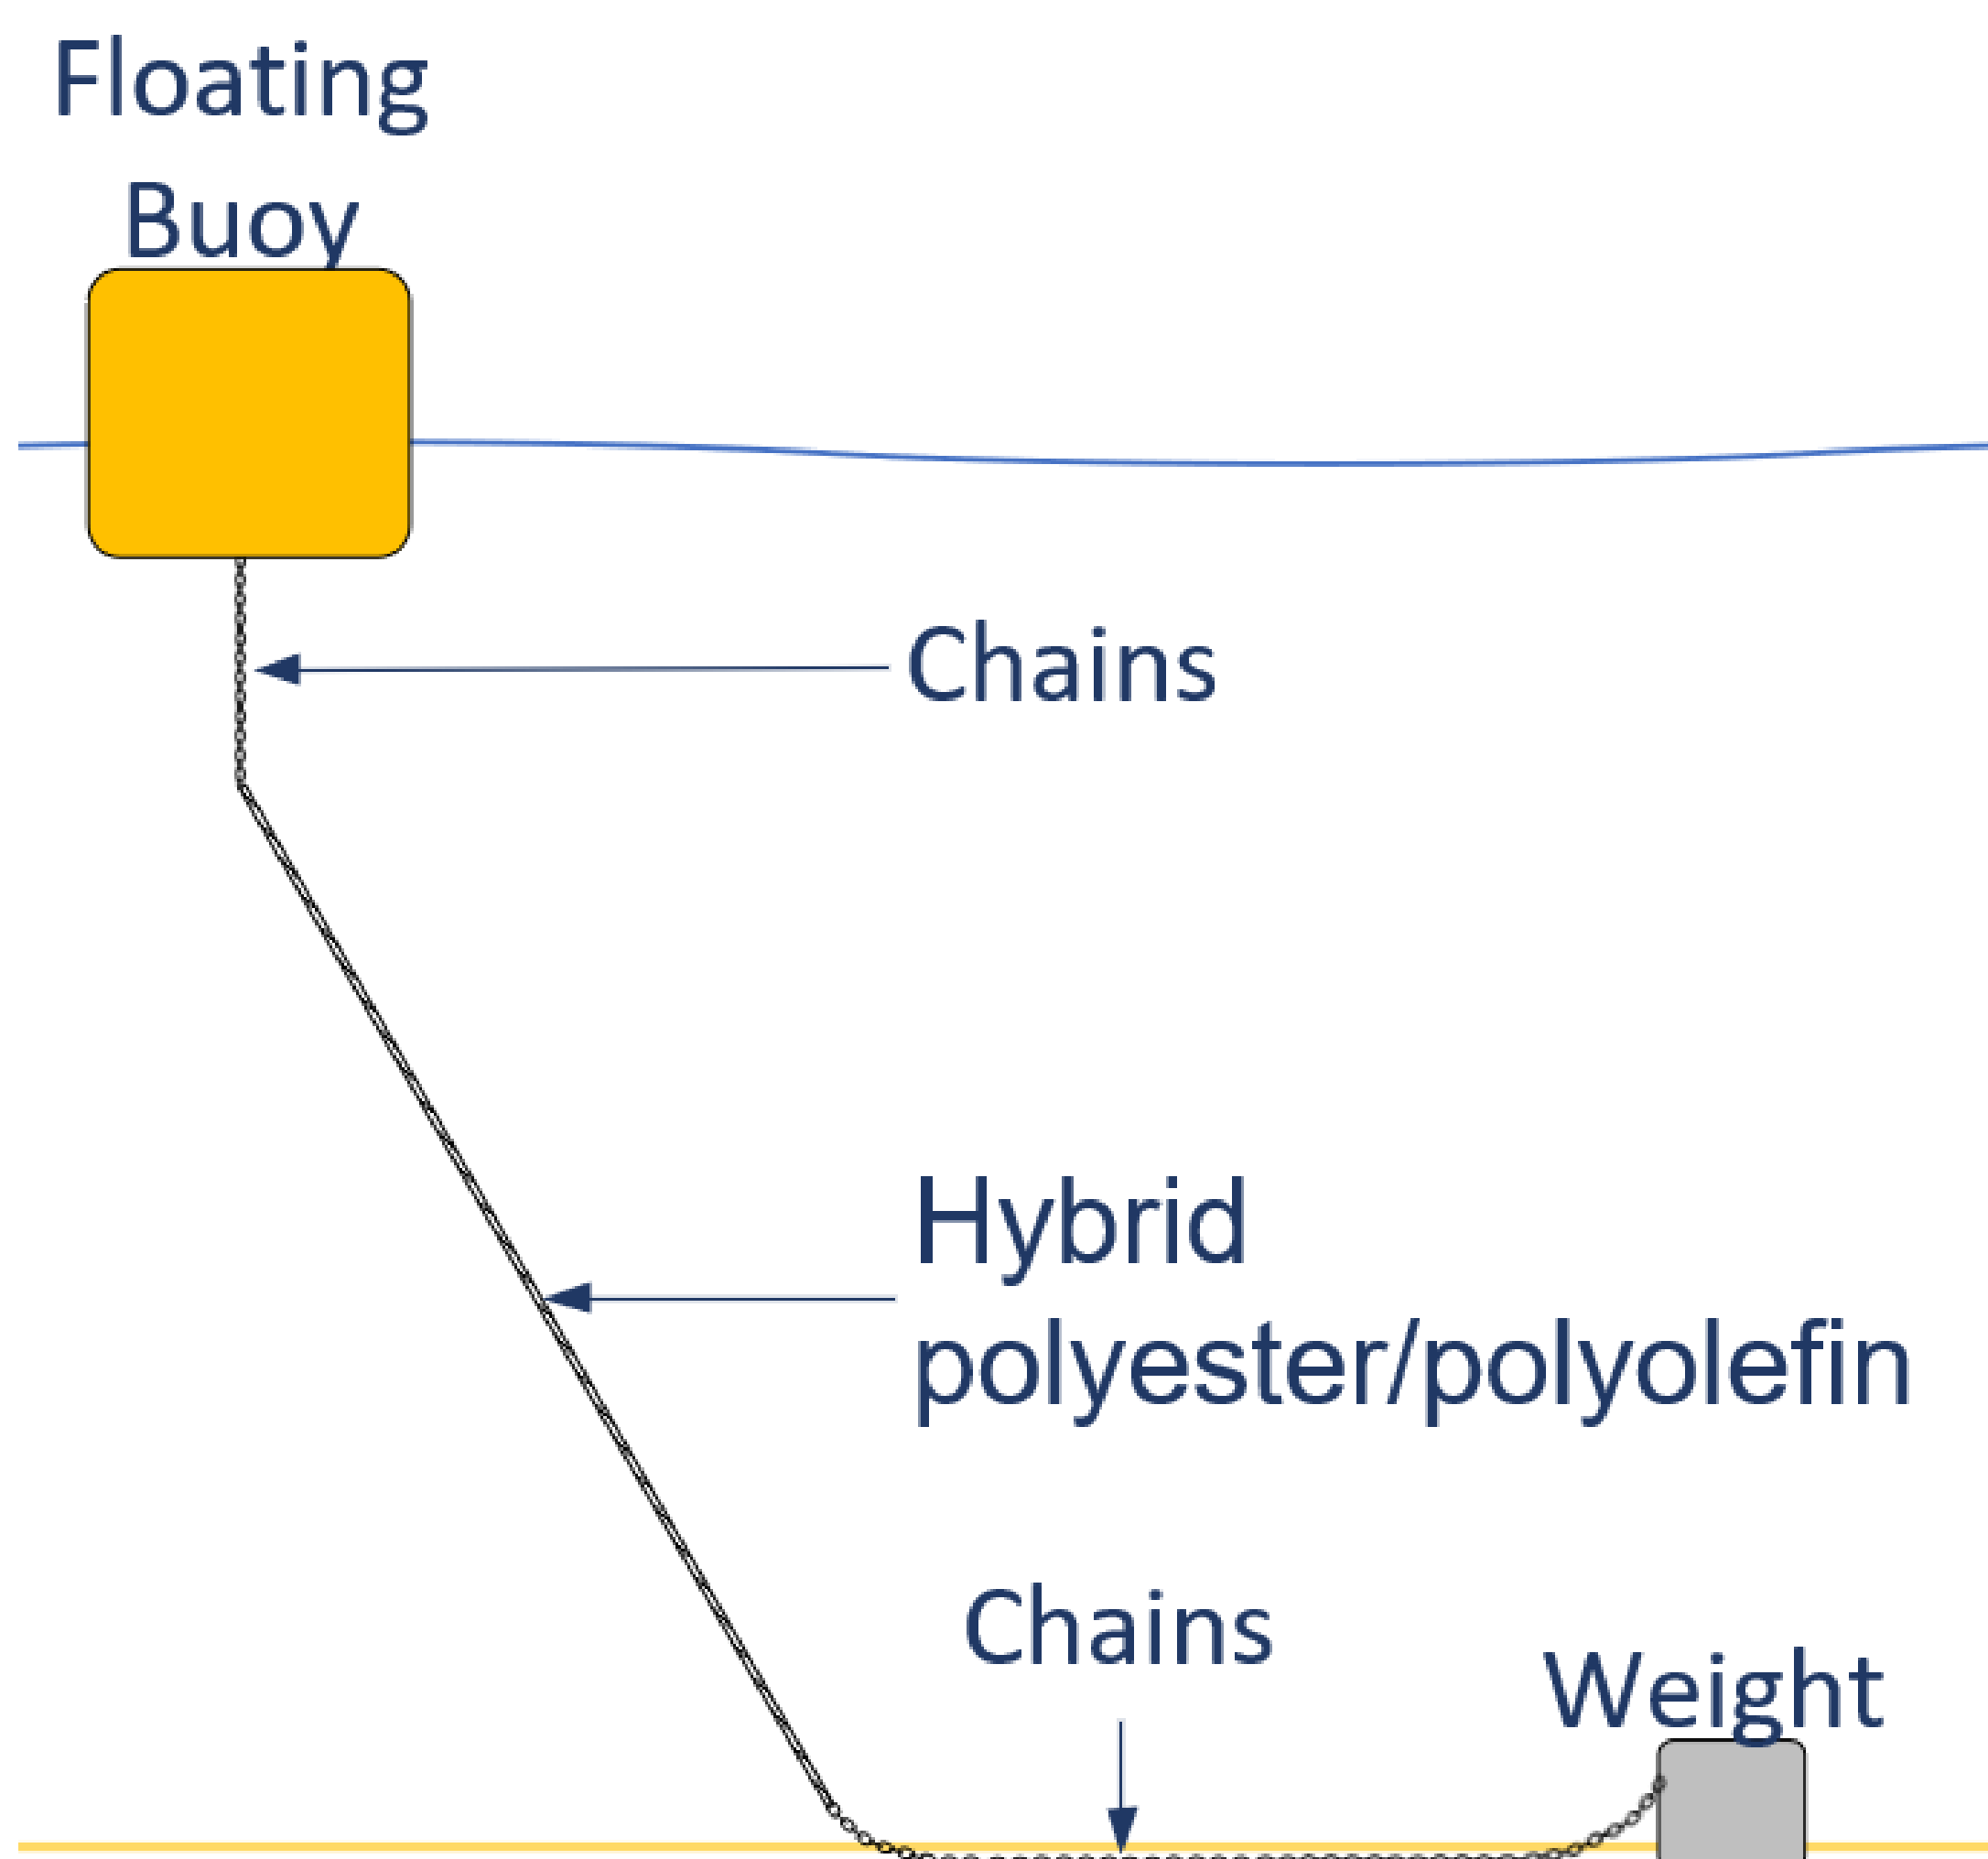 Floating
Buoy
Chains
Hybrid
polyester/polyolefin
Chains
Weight